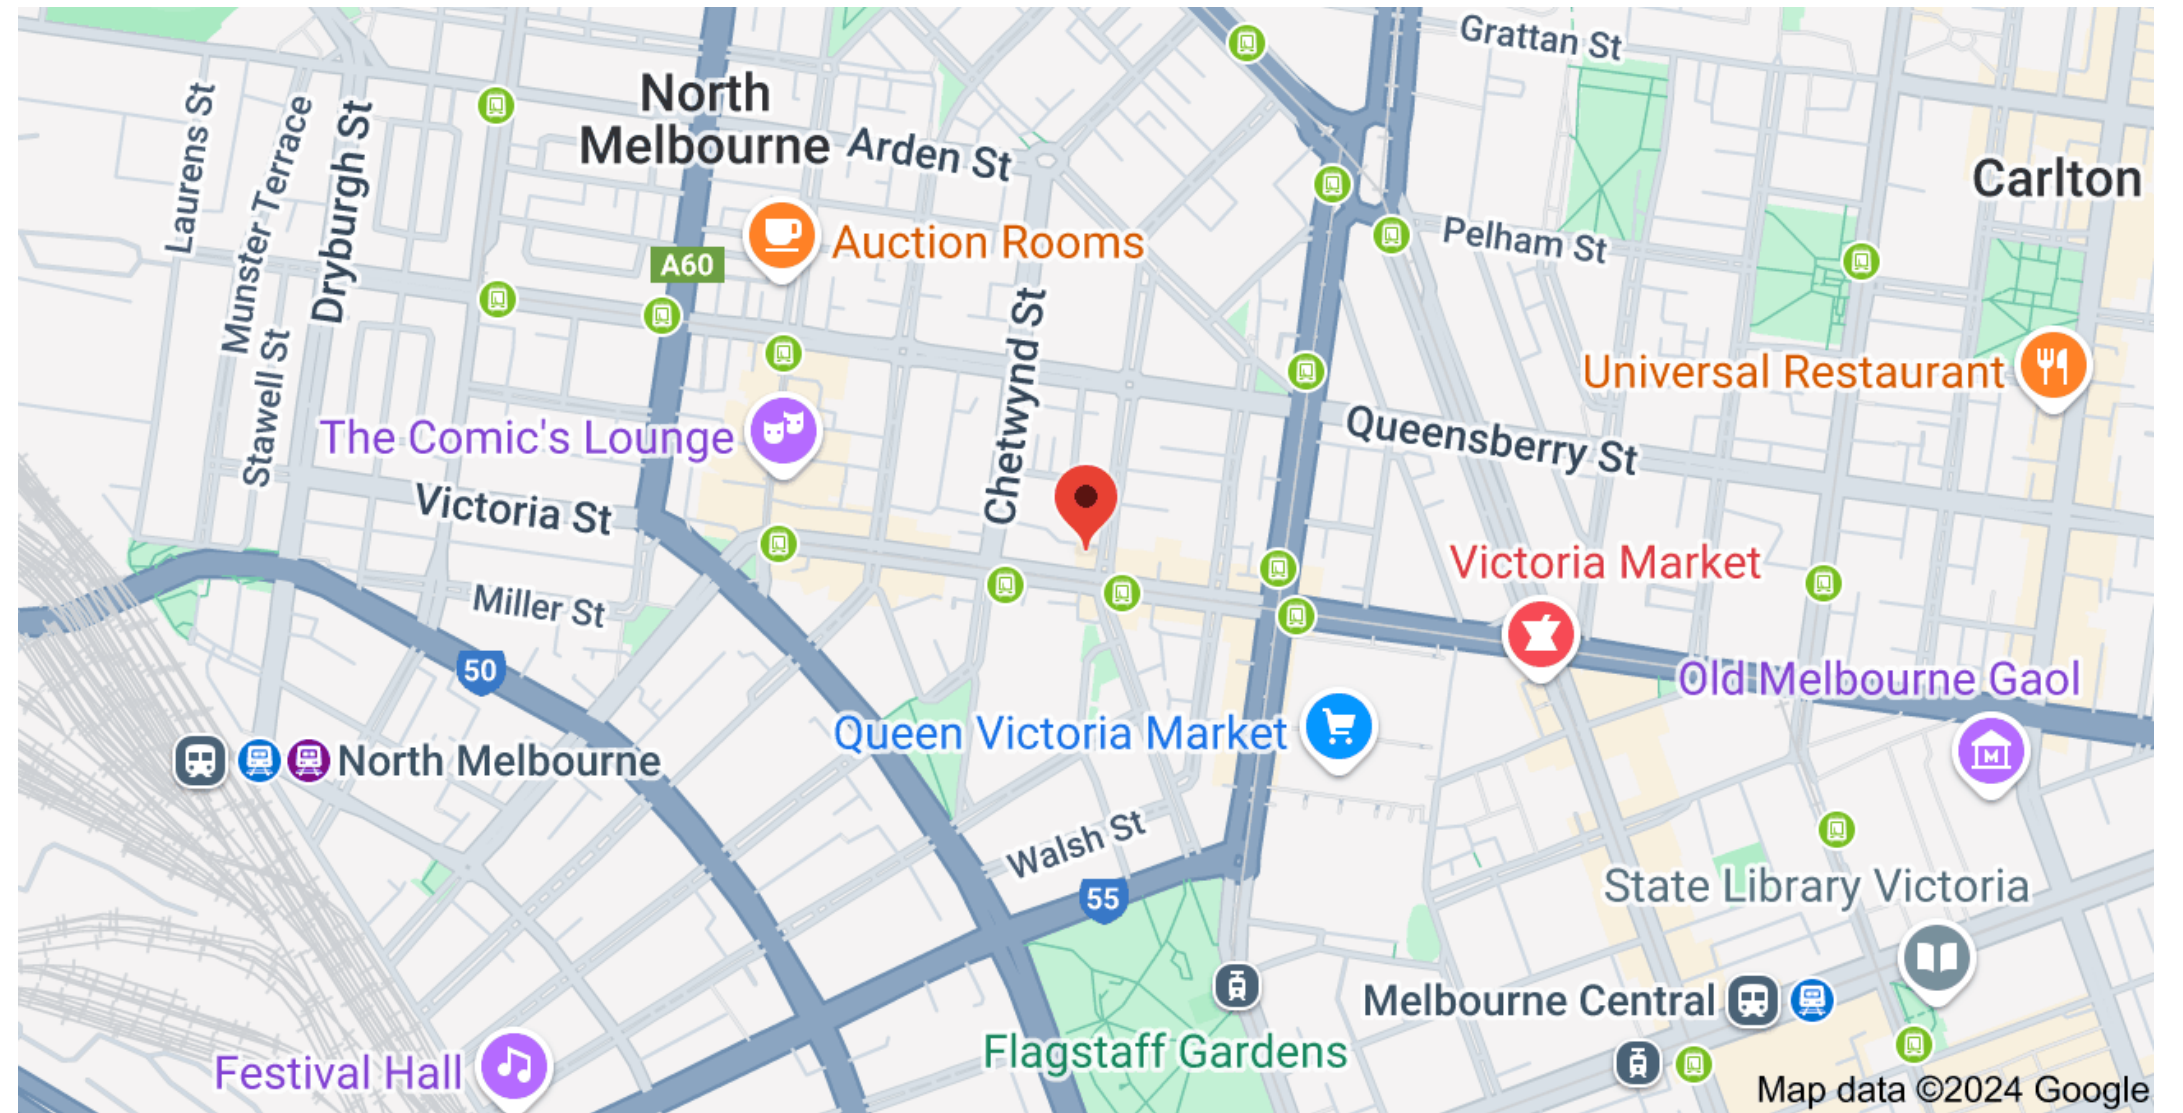 Grattan St
Laurens St
Munster Terrace
Dryburgh St
North
Melbourne
Arden St
Carlton
Pelham St
Auction Rooms
A60
Stawell St
Chetwynd St
Universal Restaurant
The Comic's Lounge
Queensberry St
Victoria St
Victoria Market
Miller St
50
Old Melbourne Gaol
Queen Victoria Market
M
North Melbourne
Walsh St
55
State Library Victoria
Melbourne Central
Flagstaff Gardens
Festival Hall
Map data ©2024 Google